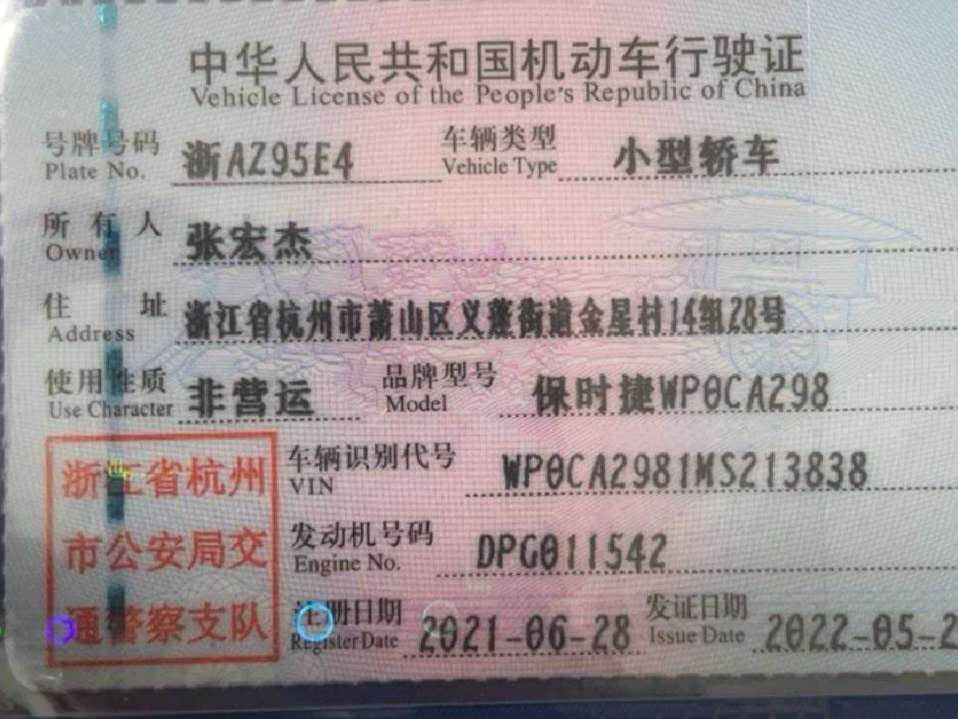 中华人民共和国机动车行驶证
Vehicle License of the People's Republic of China
号牌号码 浙AZ95E4 车辆类型 小型轿车
Plate No. Vehicle Type
所有人 张宏杰
Owner
住址 浙江省杭州市萧山区义蓬街道金星村14组28号
Address
使用性质 非营运 品牌型号 保时捷WP0CA298
Use Character Model
浙江省杭州
市公安局交
通警察支队
车辆识别代号 WP0CA2981MS213838
VIN
发动机号码 DPG011542
Engine No.
注册日期 2021-06-28 发证日期 2022-05-2
Register Date Issue Date